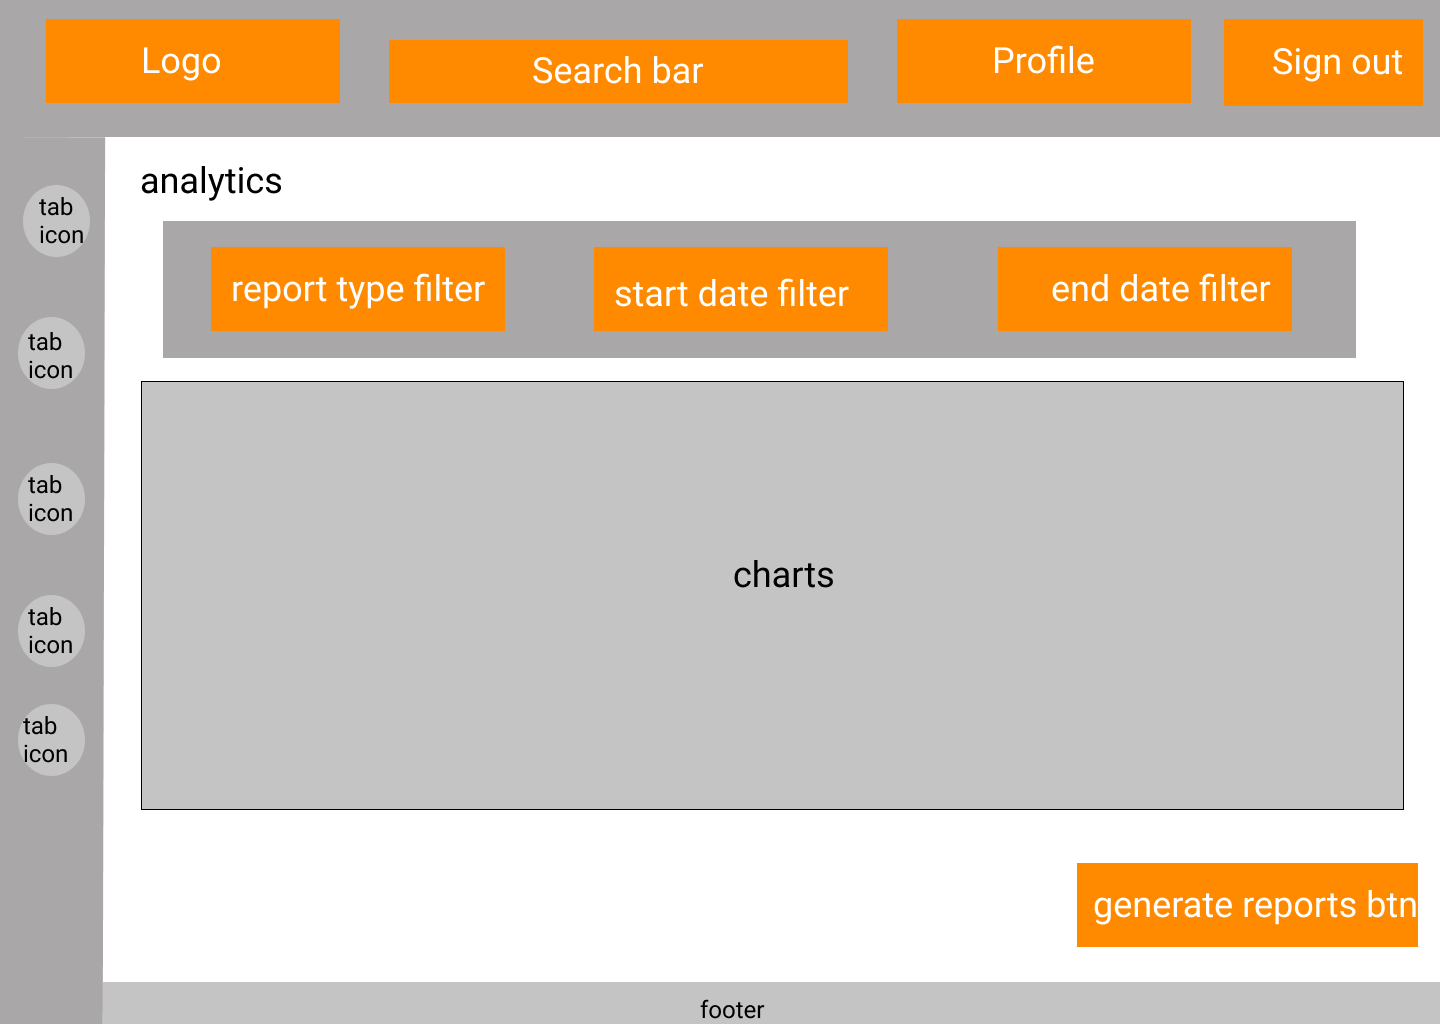 Logo
Search bar
Profile
Sign out
analytics
tab
icon
report type filter
start date filter
end date filter
tab
icon
tab
icon
charts
tab
icon
tab
icon
generate reports btn
footer